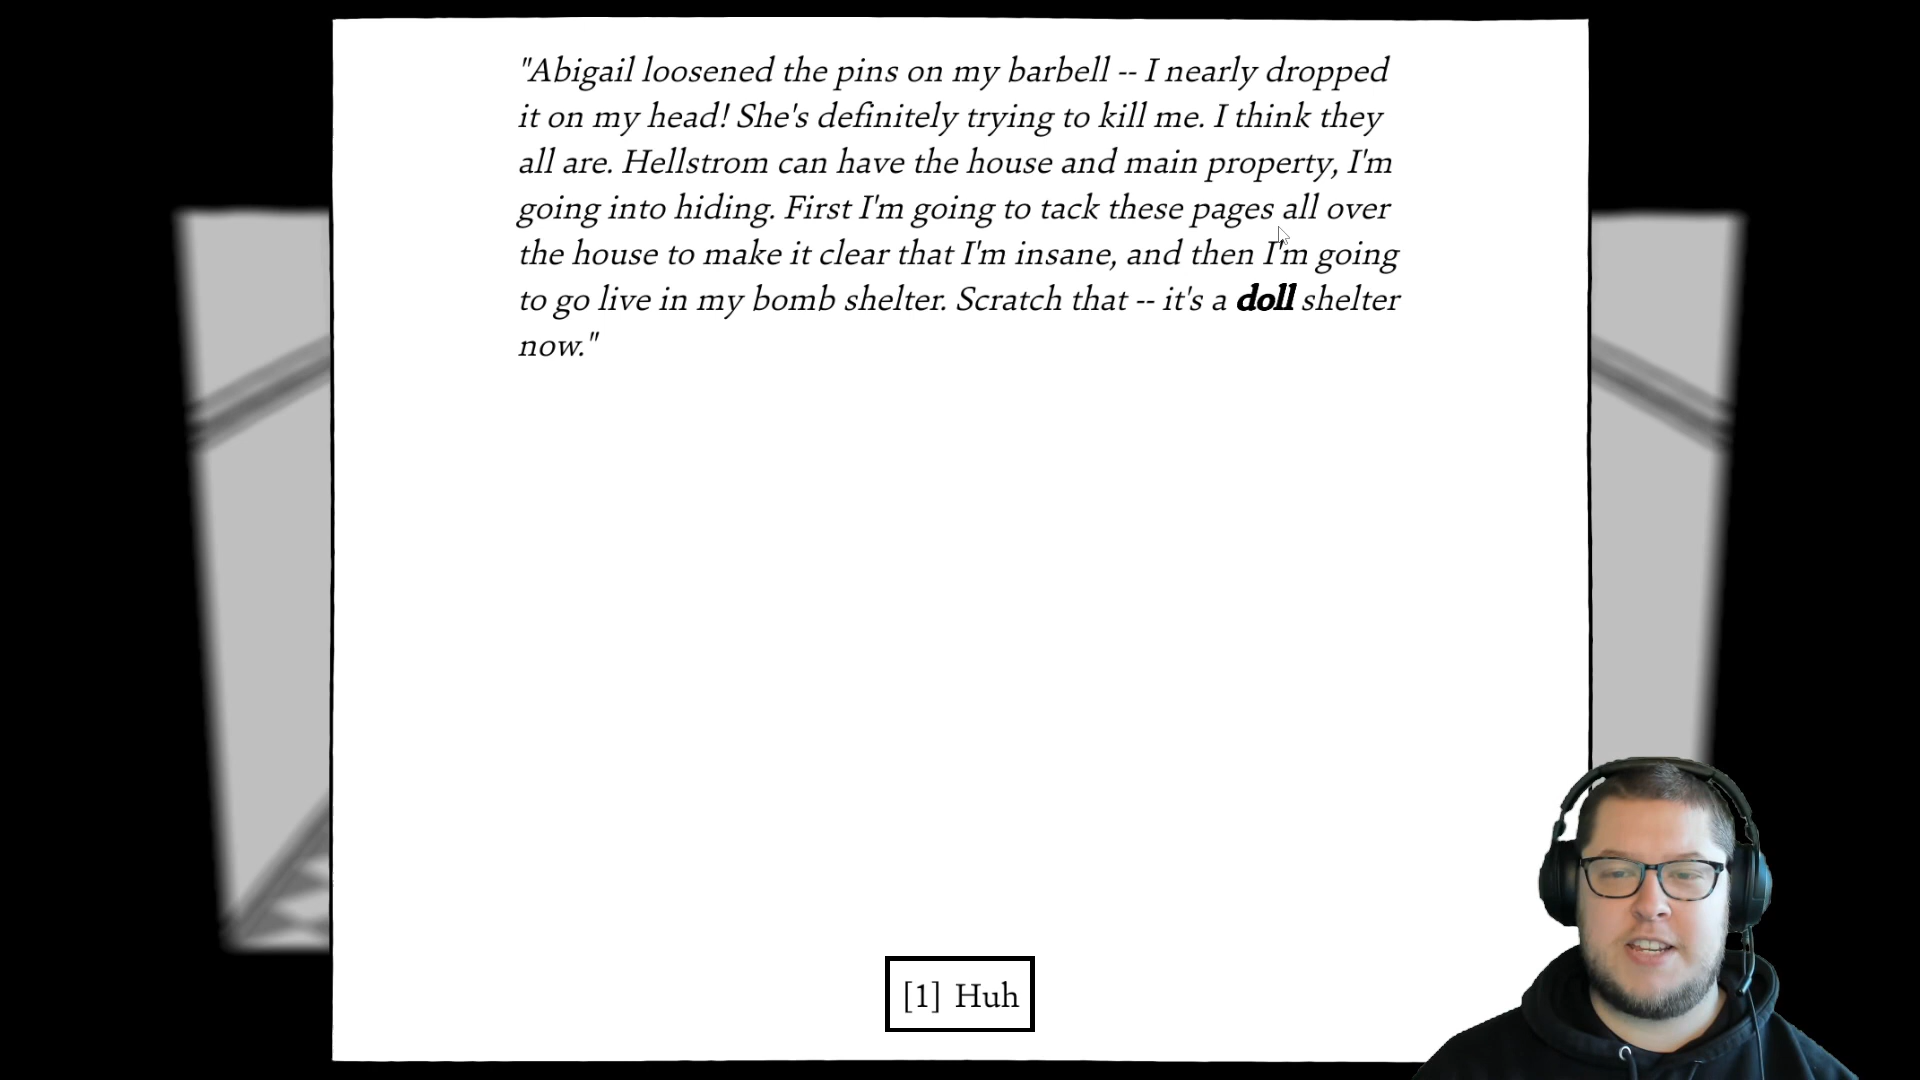 "Abigail loosened the pins on my barbell -- I nearly dropped
it on my head! She's definitely trying to kill me. I think they
all are. Hellstrom can have the house and main property, I'm
going into hiding. First I'm going to tack these pages all over
the house to make it clear that I'm insane, and then I'm going
to go live in my bomb shelter. Scratch that -- it's a doll shelter
now."
[1] Huh